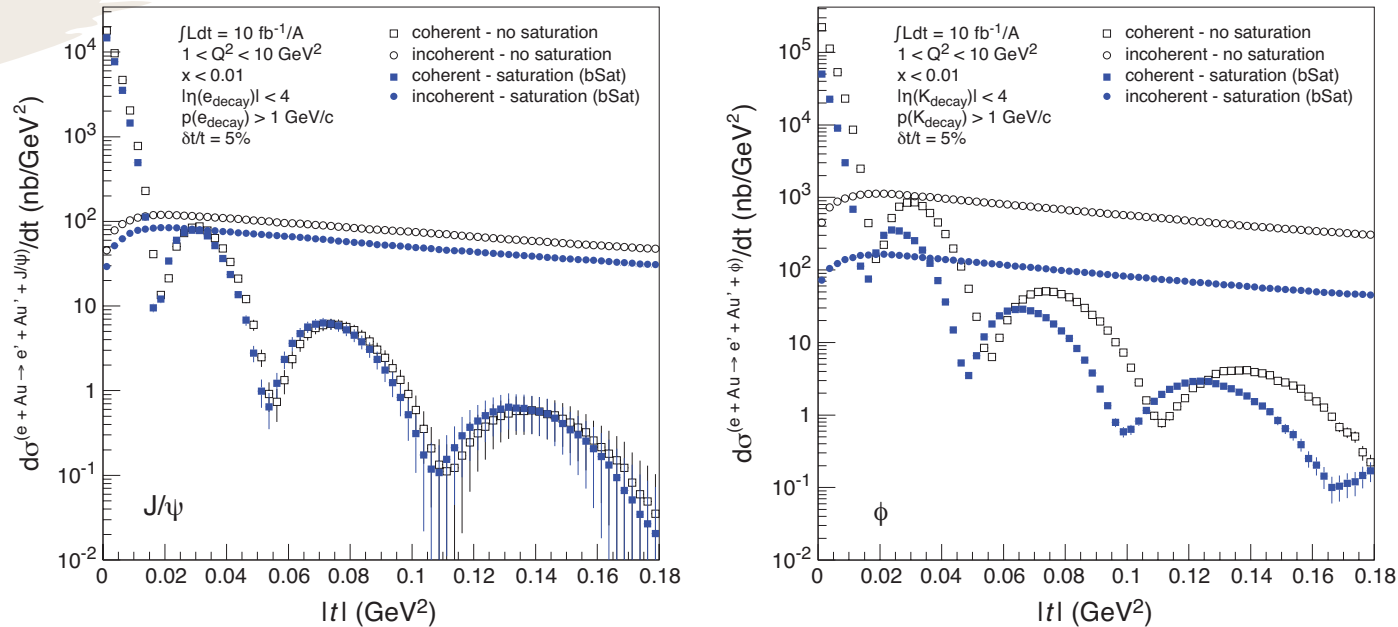 ∫Ldt = 10 fb⁻¹/A
1 < Q² < 10 GeV²
x < 0.01
|η(e_decay)| < 4
p(e_decay) > 1 GeV/c
δt/t = 5%
coherent - no saturation
incoherent - no saturation
coherent - saturation (bSat)
incoherent - saturation (bSat)
10⁴
10³
10²
10
1
10⁻¹
10⁻²
dσ^(e + Au → e' + Au' + J/ψ)/dt (nb/GeV²)
J/ψ
0 0.02 0.04 0.06 0.08 0.1 0.12 0.14 0.16 0.18
|t| (GeV²)
∫Ldt = 10 fb⁻¹/A
1 < Q² < 10 GeV²
x < 0.01
|η(K_decay)| < 4
p(K_decay) > 1 GeV/c
δt/t = 5%
coherent - no saturation
incoherent - no saturation
coherent - saturation (bSat)
incoherent - saturation (bSat)
10⁵
10⁴
10³
10²
10
1
10⁻¹
10⁻²
dσ^(e + Au → e' + Au' + ϕ)/dt (nb/GeV²)
ϕ
0 0.02 0.04 0.06 0.08 0.1 0.12 0.14 0.16 0.18
|t| (GeV²)